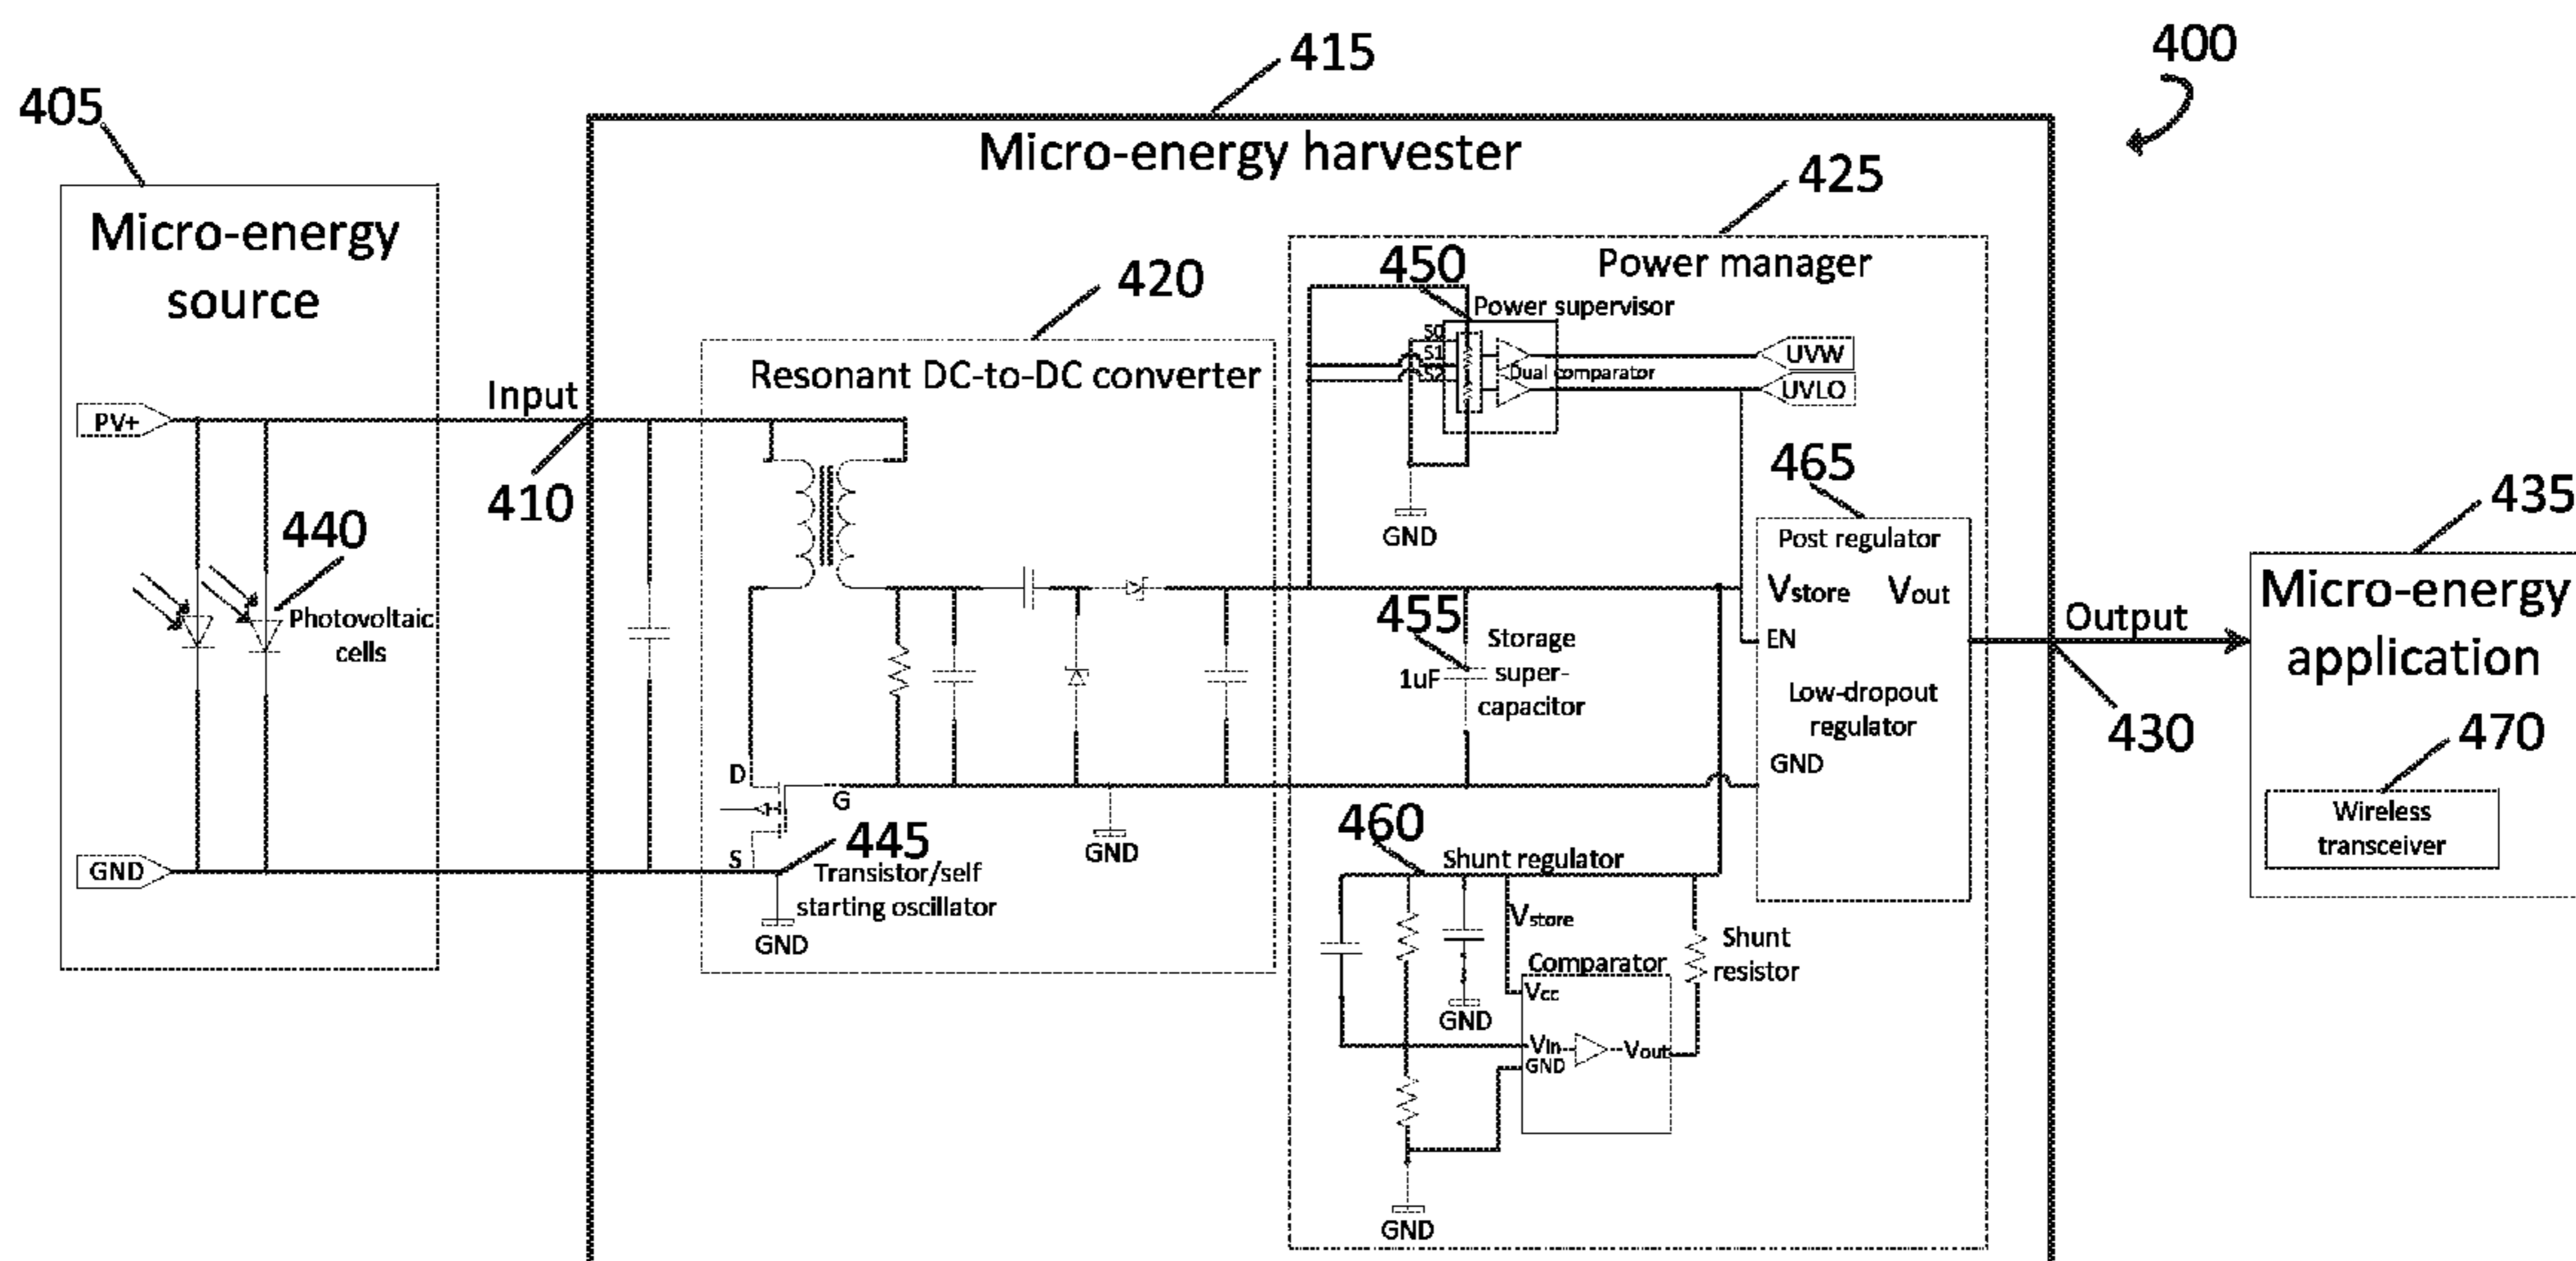 400
415
Micro-energy harvester
405
Micro-energy
source
PV+
440
Photovoltaic
cells
GND
Input
410
420
Resonant DC-to-DC converter
D
G
S
445
Transistor/self
starting oscillator
GND
GND
425
Power manager
450
Power supervisor
S0
S1
S2
Dual comparator
UVW
UVLO
GND
455
1uF
Storage
super-
capacitor
465
Post regulator
Vstore Vout
EN
Low-dropout
regulator
GND
460
Shunt regulator
Vstore
Shunt
resistor
Comparator
Vcc
GND
Vin
Vout
GND
GND
Output
430
435
Micro-energy
application
470
Wireless
transceiver